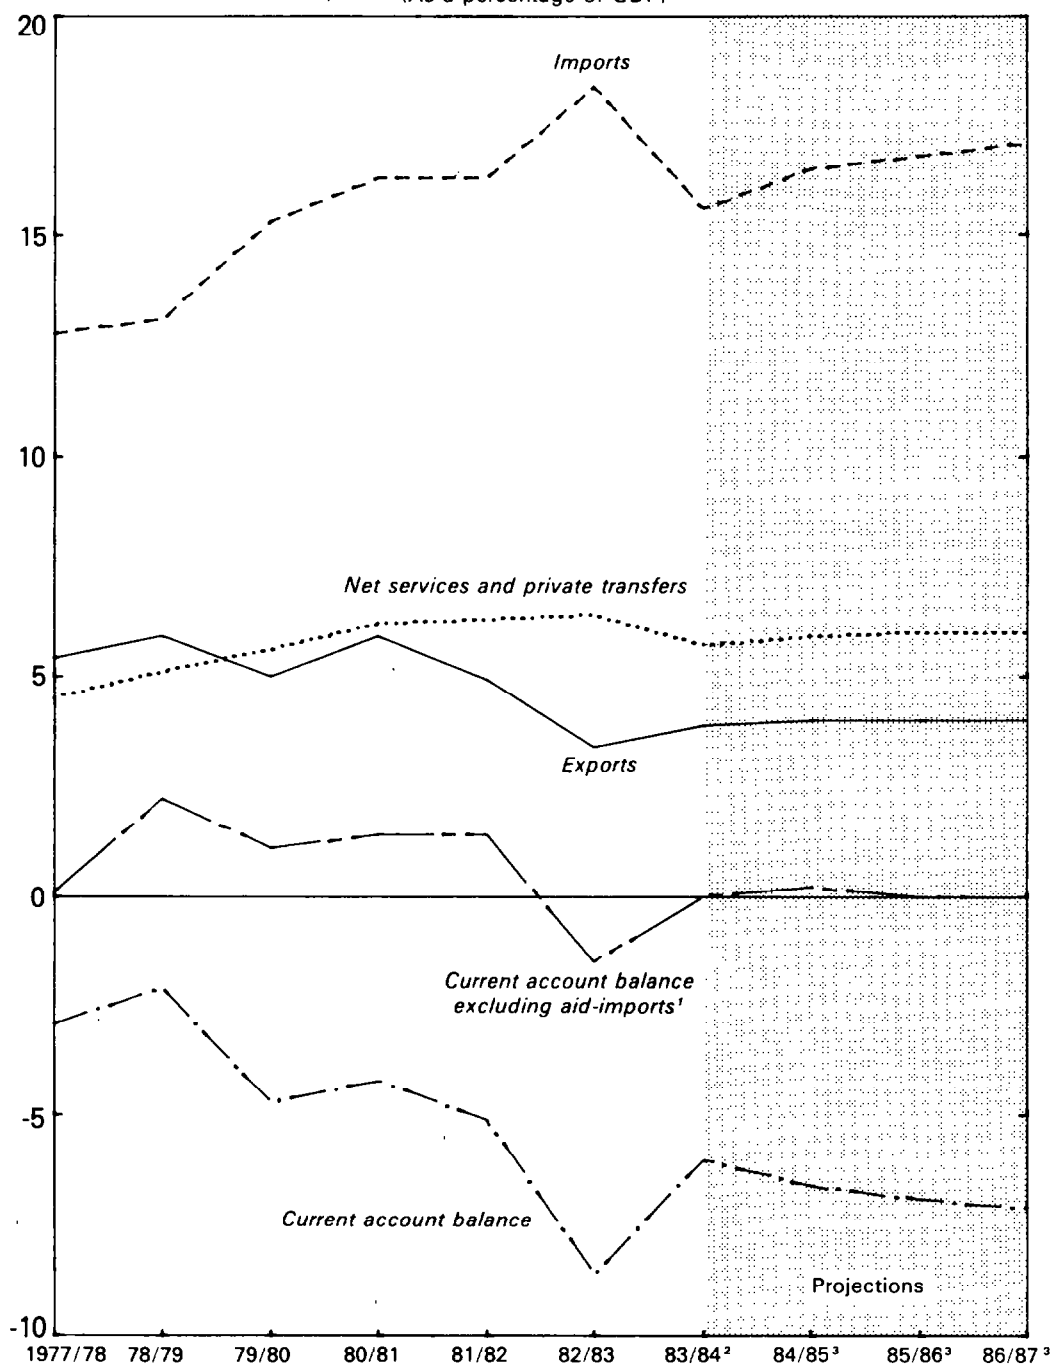 (As a percentage of GDP)
20
Imports
15
10
Net services and private transfers
5
Exports
0
Current account balance
excluding aid-imports¹
-5
Current account balance
Projections
-10
1977/78 78/79 79/80 80/81 81/82 82/83 83/84² 84/85³ 85/86³ 86/87³